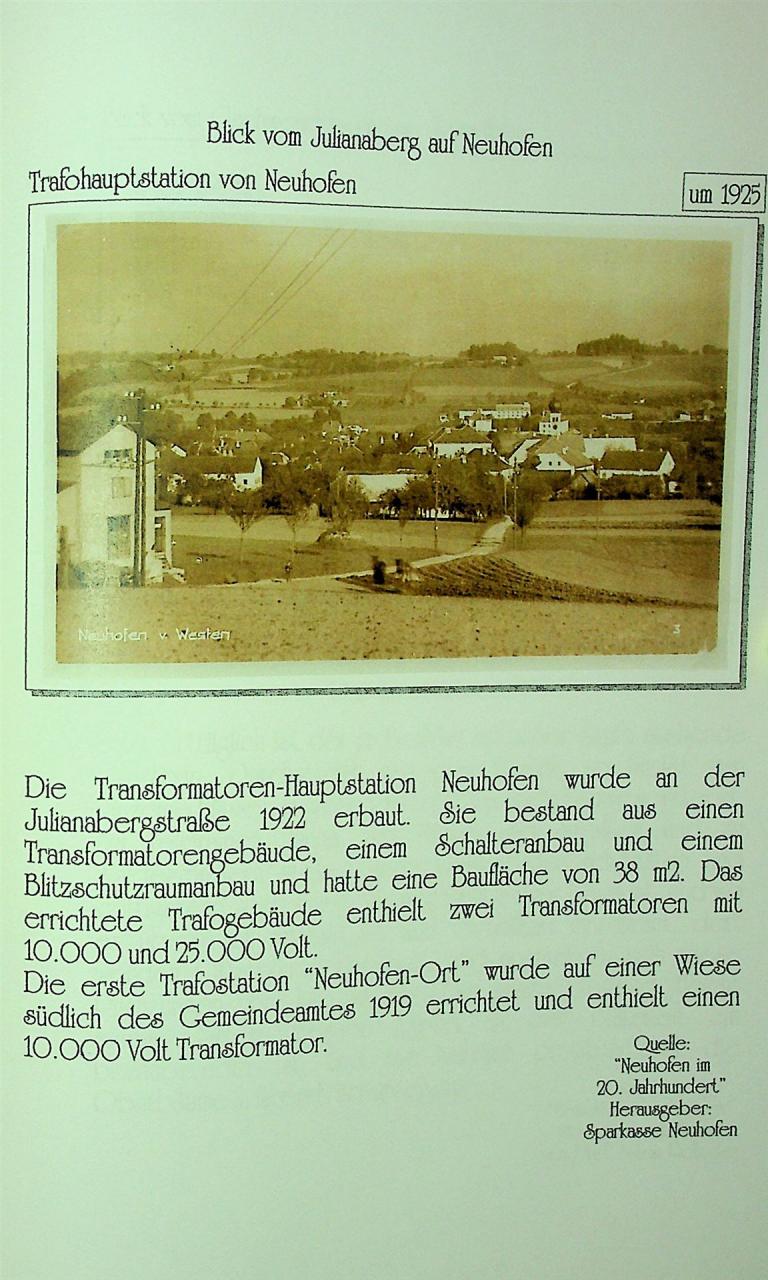 Blick vom Julianaberg auf Neuhofen
Trafohauptstation von Neuhofen
um 1925
Neuhofen v. Westen
3
Die Transformatoren-Hauptstation Neuhofen wurde an der
Julianabergstraße 1922 erbaut. Sie bestand aus einen
Transformatorengebäude, einem Schalteranbau und einem
Blitzschutzraumanbau und hatte eine Baufläche von 38 m2. Das
errichtete Trafogebäude enthielt zwei Transformatoren mit
10.000 und 25.000 Volt.
Die erste Trafostation “Neuhofen-Ort” wurde auf einer Wiese
südlich des Gemeindeamtes 1919 errichtet und enthielt einen
10.000 Volt Transformator.
Quelle:
“Neuhofen im
20. Jahrhundert”
Herausgeber:
Sparkasse Neuhofen